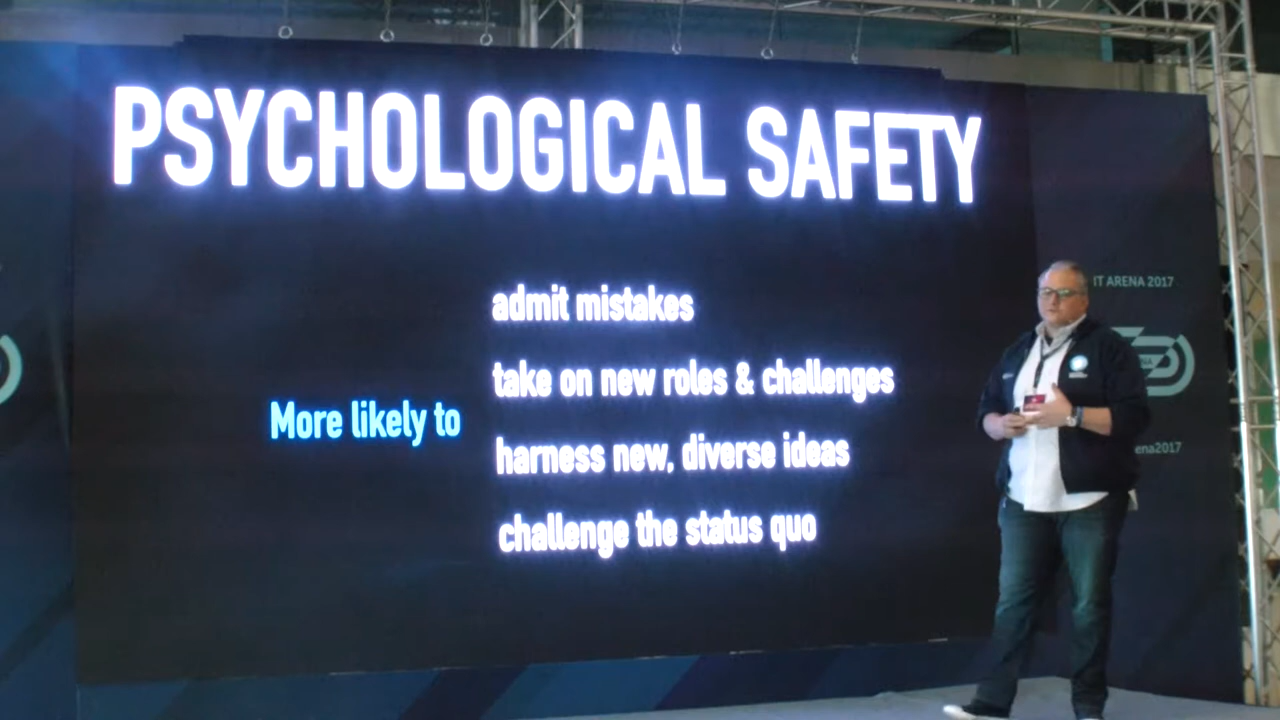 PSYCHOLOGICAL SAFETY
More likely to
admit mistakes
take on new roles & challenges
harness new, diverse ideas
challenge the status quo
IT ARENA 2017